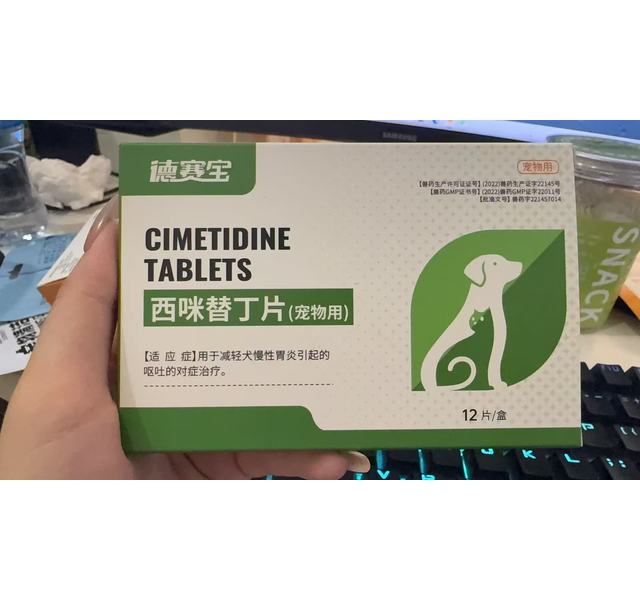 德赛宝
宠物用
【兽药生产许可证证号】(2022)兽药生产证字22145号
【兽药GMP证书号】(2022)兽药GMP证字22011号
【批准文号】兽药字221457014
CIMETIDINE
TABLETS
西咪替丁片(宠物用)
【适 应 症】用于减轻犬慢性胃炎引起的
呕吐的对症治疗。
12 片/盒
SNACK